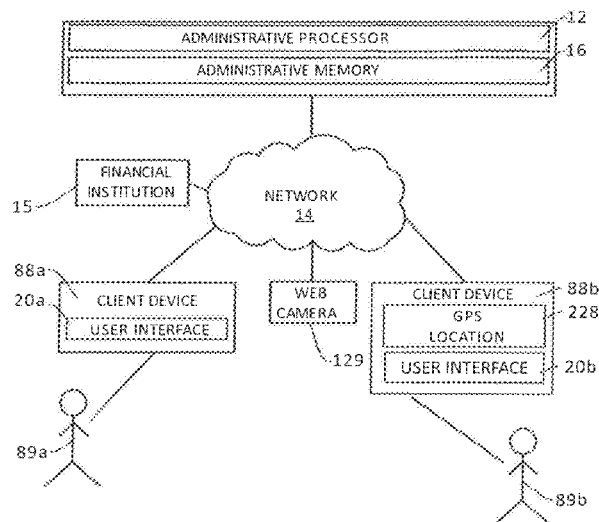 ADMINISTRATIVE PROCESSOR
12
ADMINISTRATIVE MEMORY
16
FINANCIAL
INSTITUTION
15
NETWORK
14
88a
CLIENT DEVICE
20a
USER INTERFACE
WEB
CAMERA
129
CLIENT DEVICE
88b
GPS
LOCATION
228
USER INTERFACE
20b
89a
89b